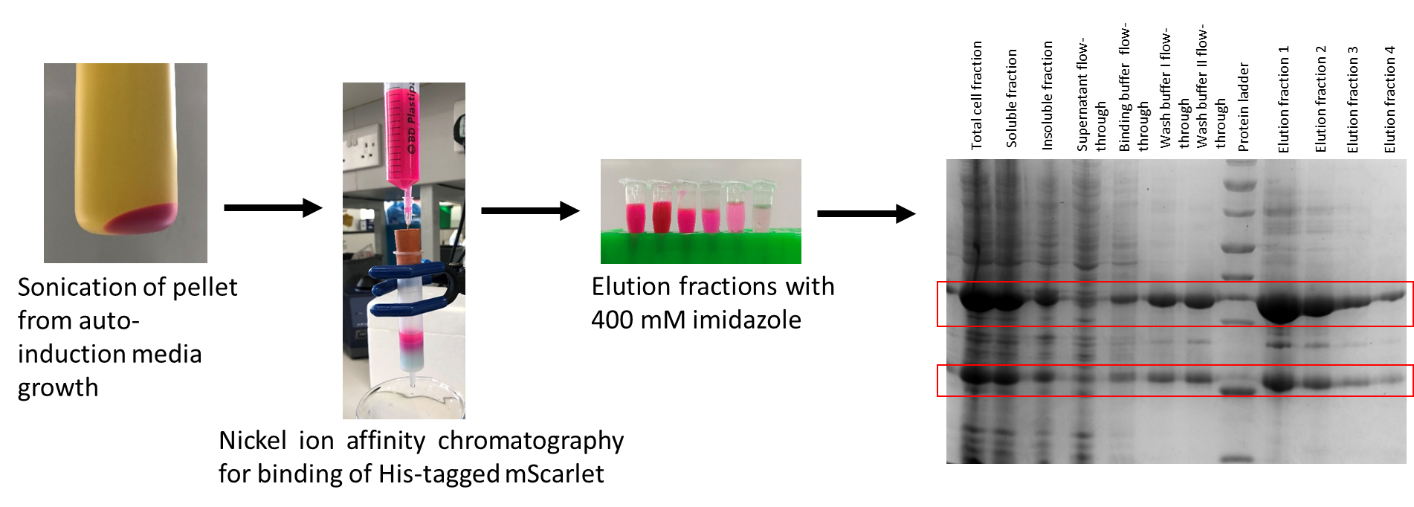 Sonication of pellet
from auto-
induction media
growth
BD Plastipa
Nickel ion affinity chromatography
for binding of His-tagged mScarlet
Elution fractions with
400 mM imidazole
Total cell fraction
Soluble fraction
Insoluble fraction
Supernatant flow-
through
Binding buffer flow-
through
Wash buffer I flow-
through
Wash buffer II flow-
through
Protein ladder
Elution fraction 1
Elution fraction 2
Elution fraction 3
Elution fraction 4